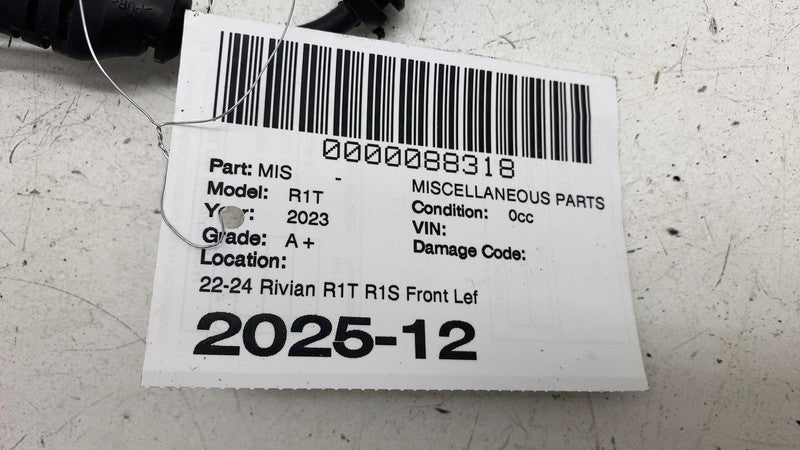 0000088318
Part: MIS -
MISCELLANEOUS PARTS
Model: R1T
Condition: 0cc
Year: 2023
VIN:
Grade: A +
Damage Code:
Location:
22-24 Rivian R1T R1S Front Lef
2025-12